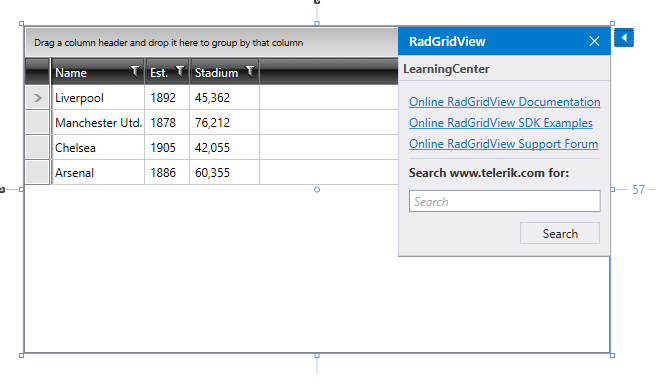 Drag a column header and drop it here to group by that column
Name Est. Stadium
Liverpool 1892 45,362
Manchester Utd. 1878 76,212
Chelsea 1905 42,055
Arsenal 1886 60,355
RadGridView
LearningCenter
Online RadGridView Documentation
Online RadGridView SDK Examples
Online RadGridView Support Forum
Search www.telerik.com for:
Search
Search
57